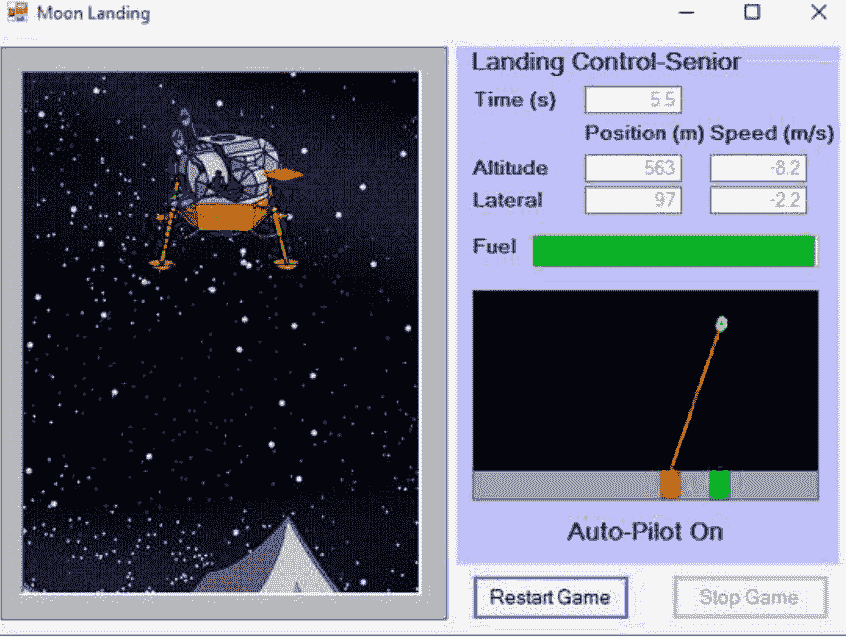 Moon Landing
Landing Control-Senior
Time (s) 5.5
Position (m) Speed (m/s)
Altitude 563 -8.2
Lateral 97 -2.2
Fuel
Auto-Pilot On
Restart Game Stop Game